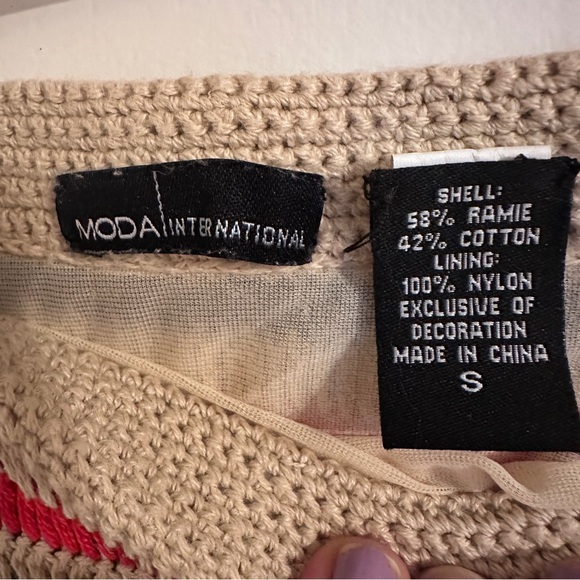 MODA INTERNATIONAL
SHELL:
58% RAMIE
42% COTTON
LINING:
100% NYLON
EXCLUSIVE OF
DECORATION
MADE IN CHINA
S